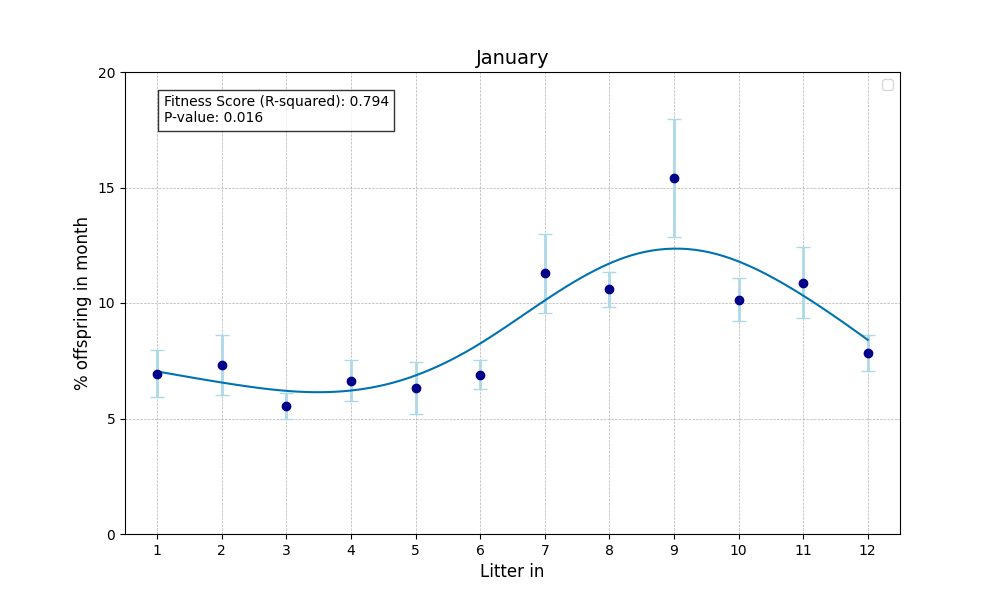 January
Fitness Score (R-squared): 0.794
P-value: 0.016
% offspring in month
20
15
10
5
0
1 2 3 4 5 6 7 8 9 10 11 12
Litter in